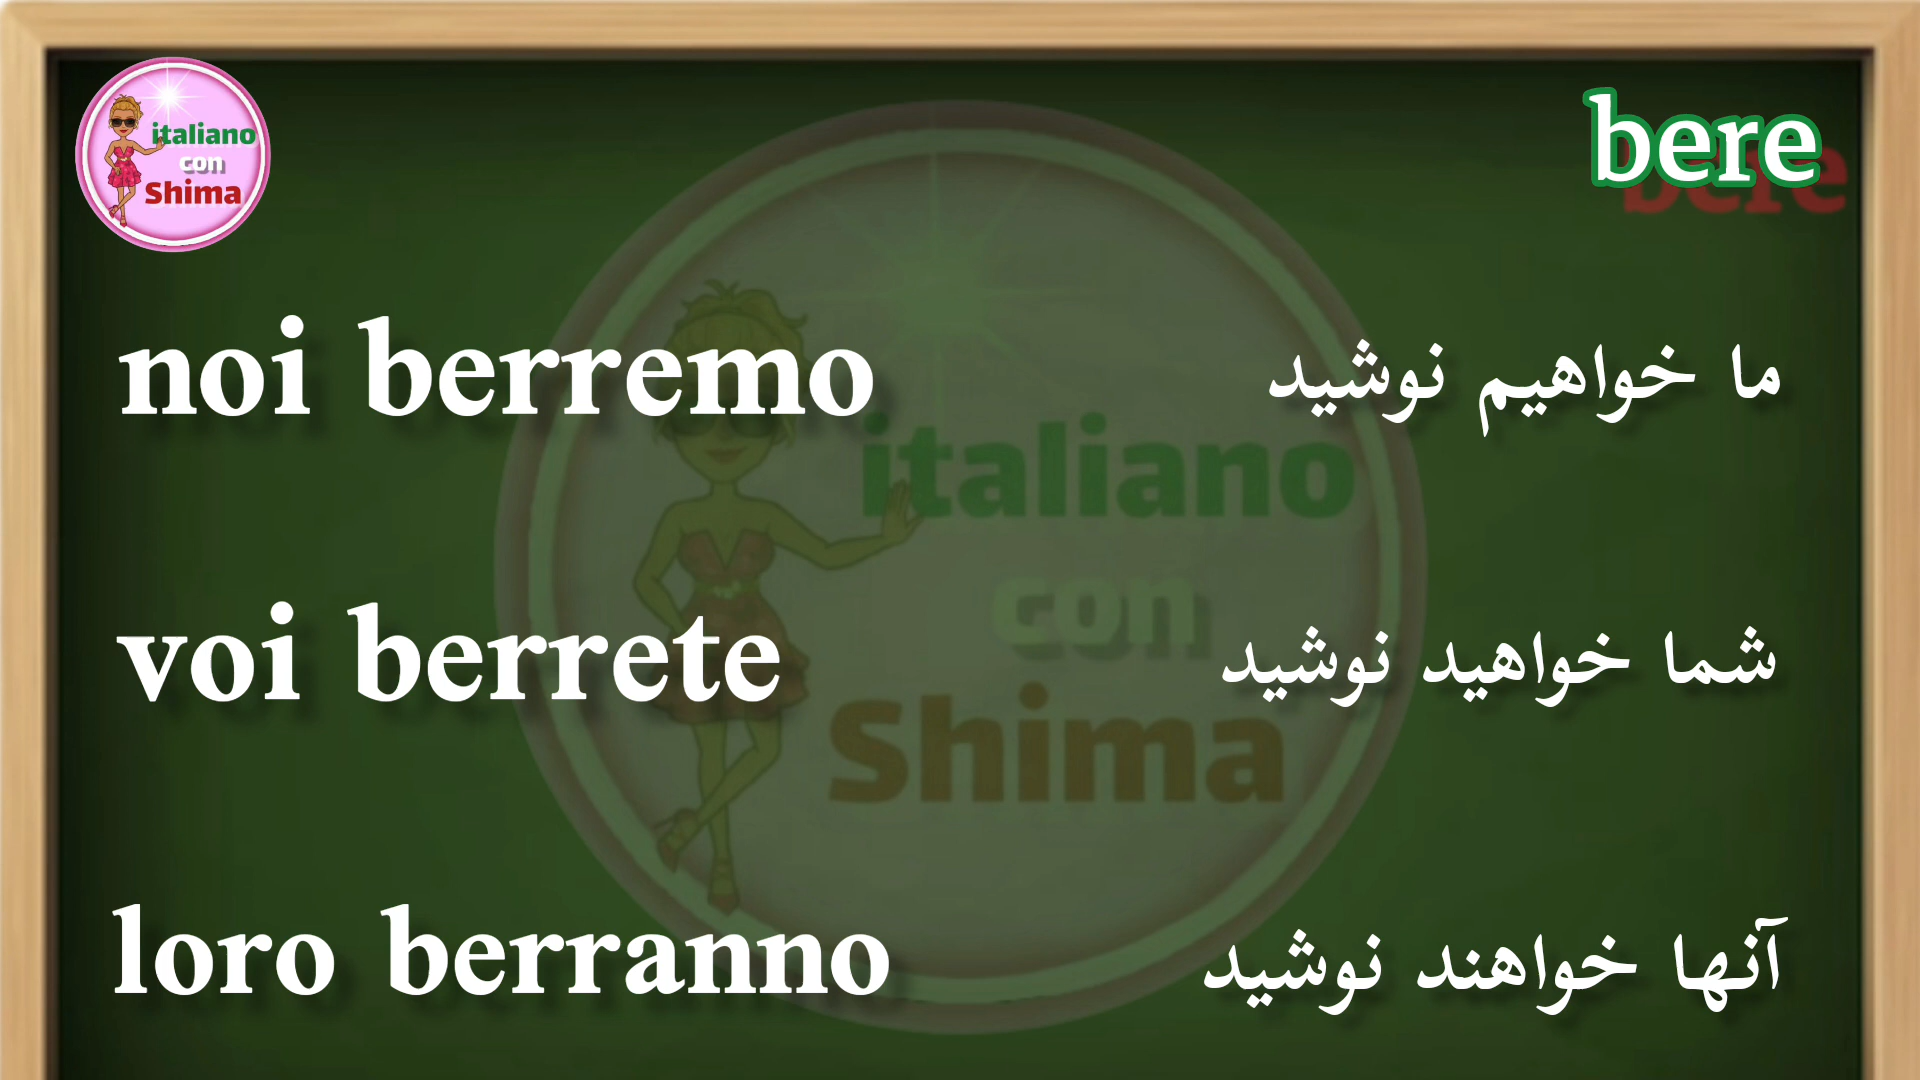 italiano
con
Shima
bere
noi berremo ما خواهیم نوشید
voi berrete شما خواهید نوشید
loro berranno آنها خواهند نوشید
italiano
con
Shima